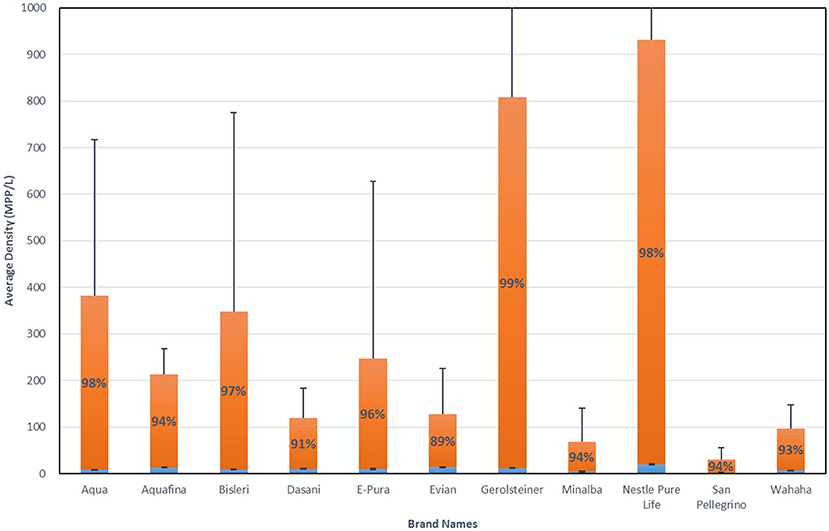 1000
900
800
700
600
500
400
300
200
100
0
Average Density (MPP/L)
98%
94%
97%
91%
96%
89%
99%
94%
98%
94%
93%
Aqua
Aquafina
Bisleri
Dasani
E-Pura
Evian
Gerolsteiner
Minalba
Nestle Pure
Life
San
Pellegrino
Wahaha
Brand Names